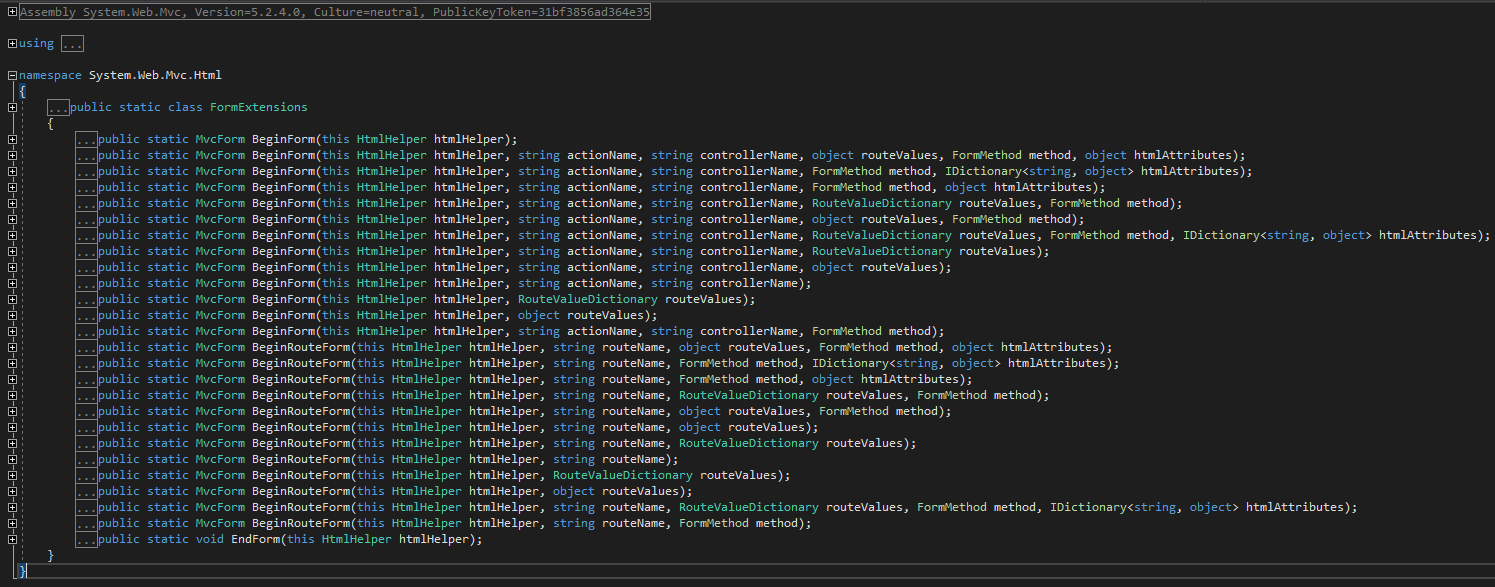 Assembly System.Web.Mvc, Version=5.2.4.0, Culture=neutral, PublicKeyToken=31bf3856ad364e35
using ...
namespace System.Web.Mvc.Html
{
...public static class FormExtensions
{
...public static MvcForm BeginForm(this HtmlHelper htmlHelper);
...public static MvcForm BeginForm(this HtmlHelper htmlHelper, string actionName, string controllerName, object routeValues, FormMethod method, object htmlAttributes);
...public static MvcForm BeginForm(this HtmlHelper htmlHelper, string actionName, string controllerName, FormMethod method, IDictionary<string, object> htmlAttributes);
...public static MvcForm BeginForm(this HtmlHelper htmlHelper, string actionName, string controllerName, FormMethod method, object htmlAttributes);
...public static MvcForm BeginForm(this HtmlHelper htmlHelper, string actionName, string controllerName, RouteValueDictionary routeValues, FormMethod method);
...public static MvcForm BeginForm(this HtmlHelper htmlHelper, string actionName, string controllerName, object routeValues, FormMethod method);
...public static MvcForm BeginForm(this HtmlHelper htmlHelper, string actionName, string controllerName, RouteValueDictionary routeValues, FormMethod method, IDictionary<string, object> htmlAttributes);
...public static MvcForm BeginForm(this HtmlHelper htmlHelper, string actionName, string controllerName, RouteValueDictionary routeValues);
...public static MvcForm BeginForm(this HtmlHelper htmlHelper, string actionName, string controllerName, object routeValues);
...public static MvcForm BeginForm(this HtmlHelper htmlHelper, string actionName, string controllerName);
...public static MvcForm BeginForm(this HtmlHelper htmlHelper, RouteValueDictionary routeValues);
...public static MvcForm BeginForm(this HtmlHelper htmlHelper, object routeValues);
...public static MvcForm BeginForm(this HtmlHelper htmlHelper, string actionName, string controllerName, FormMethod method);
...public static MvcForm BeginRouteForm(this HtmlHelper htmlHelper, string routeName, object routeValues, FormMethod method, object htmlAttributes);
...public static MvcForm BeginRouteForm(this HtmlHelper htmlHelper, string routeName, FormMethod method, IDictionary<string, object> htmlAttributes);
...public static MvcForm BeginRouteForm(this HtmlHelper htmlHelper, string routeName, FormMethod method, object htmlAttributes);
...public static MvcForm BeginRouteForm(this HtmlHelper htmlHelper, string routeName, RouteValueDictionary routeValues, FormMethod method);
...public static MvcForm BeginRouteForm(this HtmlHelper htmlHelper, string routeName, object routeValues, FormMethod method);
...public static MvcForm BeginRouteForm(this HtmlHelper htmlHelper, string routeName, object routeValues);
...public static MvcForm BeginRouteForm(this HtmlHelper htmlHelper, string routeName, RouteValueDictionary routeValues);
...public static MvcForm BeginRouteForm(this HtmlHelper htmlHelper, string routeName);
...public static MvcForm BeginRouteForm(this HtmlHelper htmlHelper, RouteValueDictionary routeValues);
...public static MvcForm BeginRouteForm(this HtmlHelper htmlHelper, object routeValues);
...public static MvcForm BeginRouteForm(this HtmlHelper htmlHelper, string routeName, RouteValueDictionary routeValues, FormMethod method, IDictionary<string, object> htmlAttributes);
...public static MvcForm BeginRouteForm(this HtmlHelper htmlHelper, string routeName, FormMethod method);
...public static void EndForm(this HtmlHelper htmlHelper);
}
}